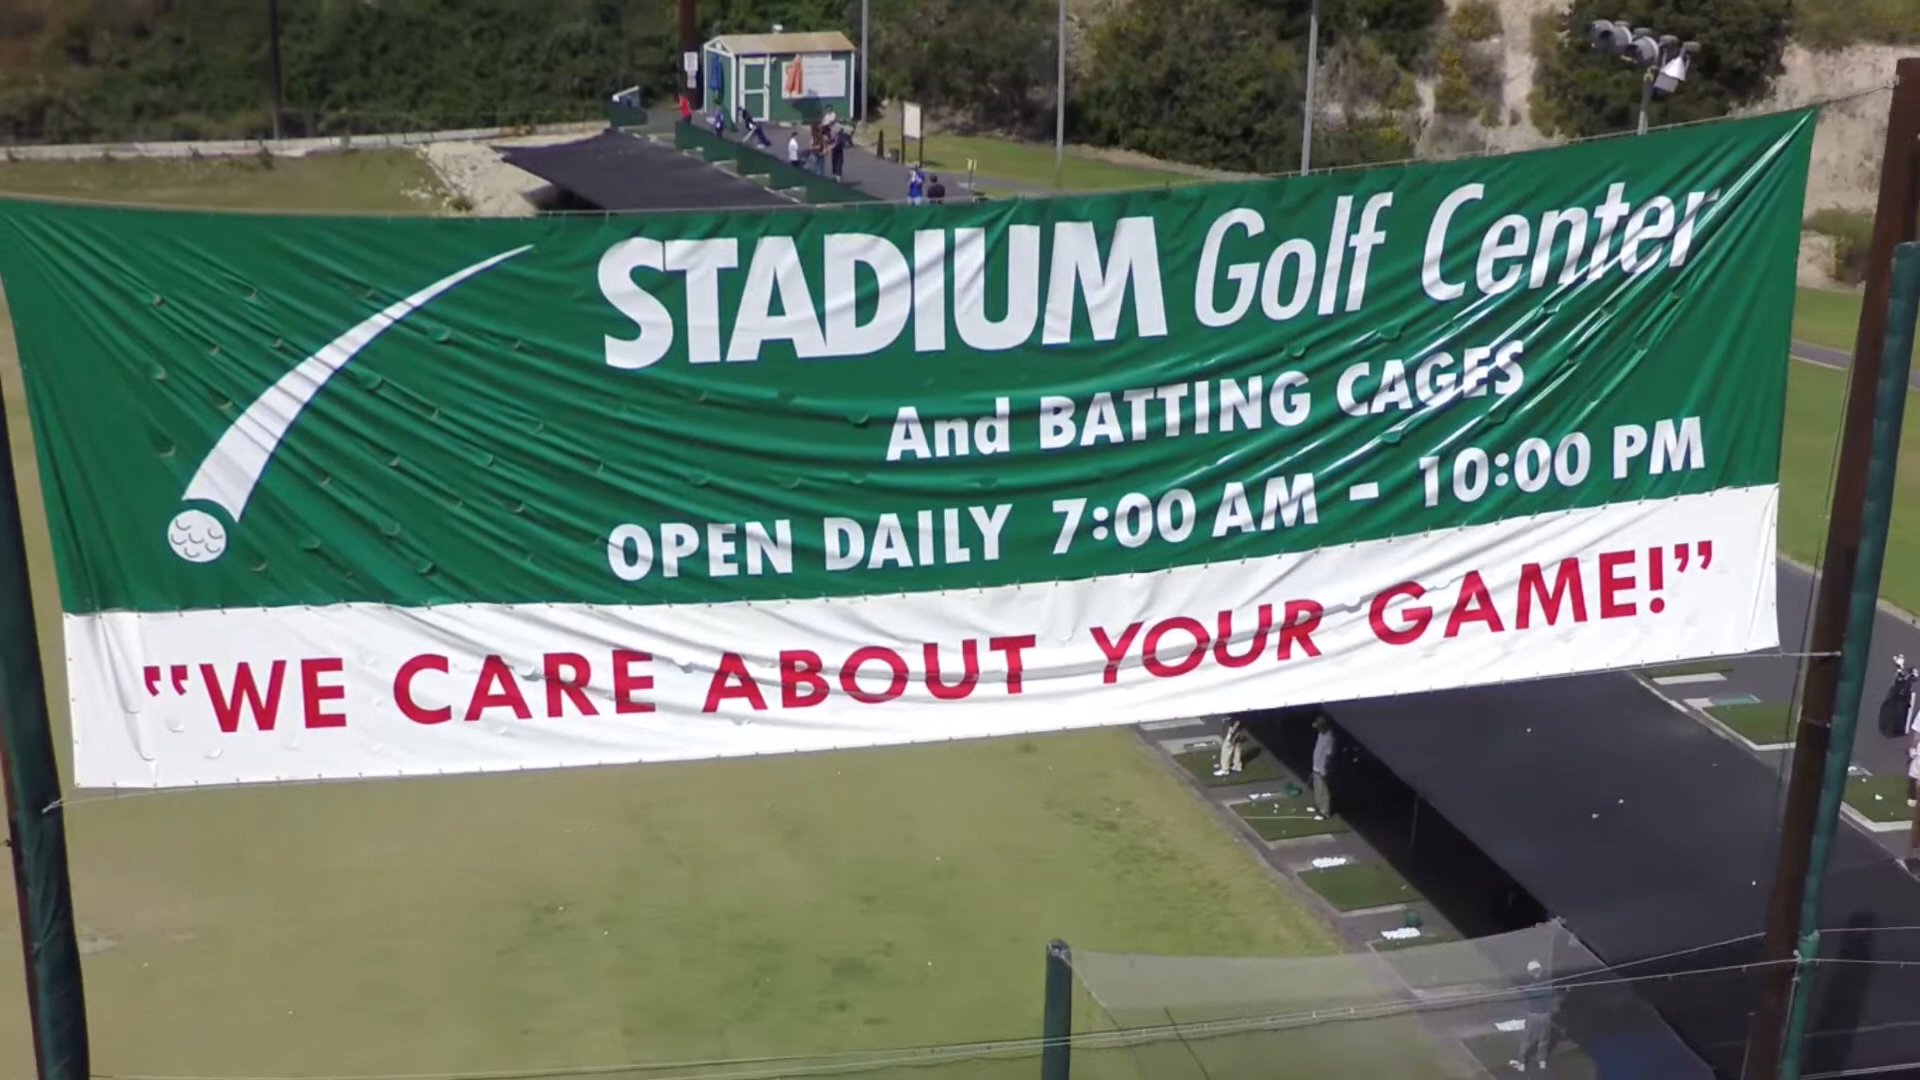 STADIUM Golf Center
And BATTING CAGES
OPEN DAILY 7:00 AM - 10:00 PM
"WE CARE ABOUT YOUR GAME!"